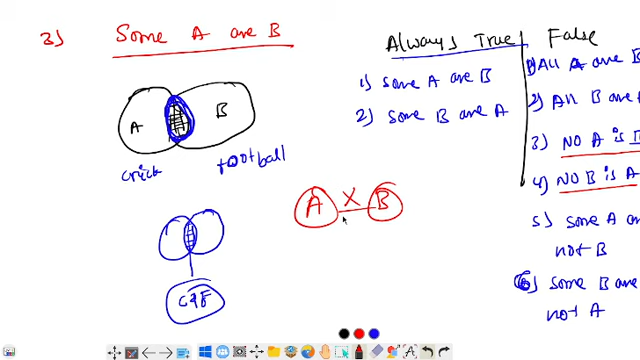 3) Some A are B
A B
Crick football
C&F
A X B
Always True
1) Some A are B
2) Some B are A
False
1) All A are B
2) All B are A
3) NO A is B
4) NO B is A
5) Some A are
not B
6) Some B are
not A